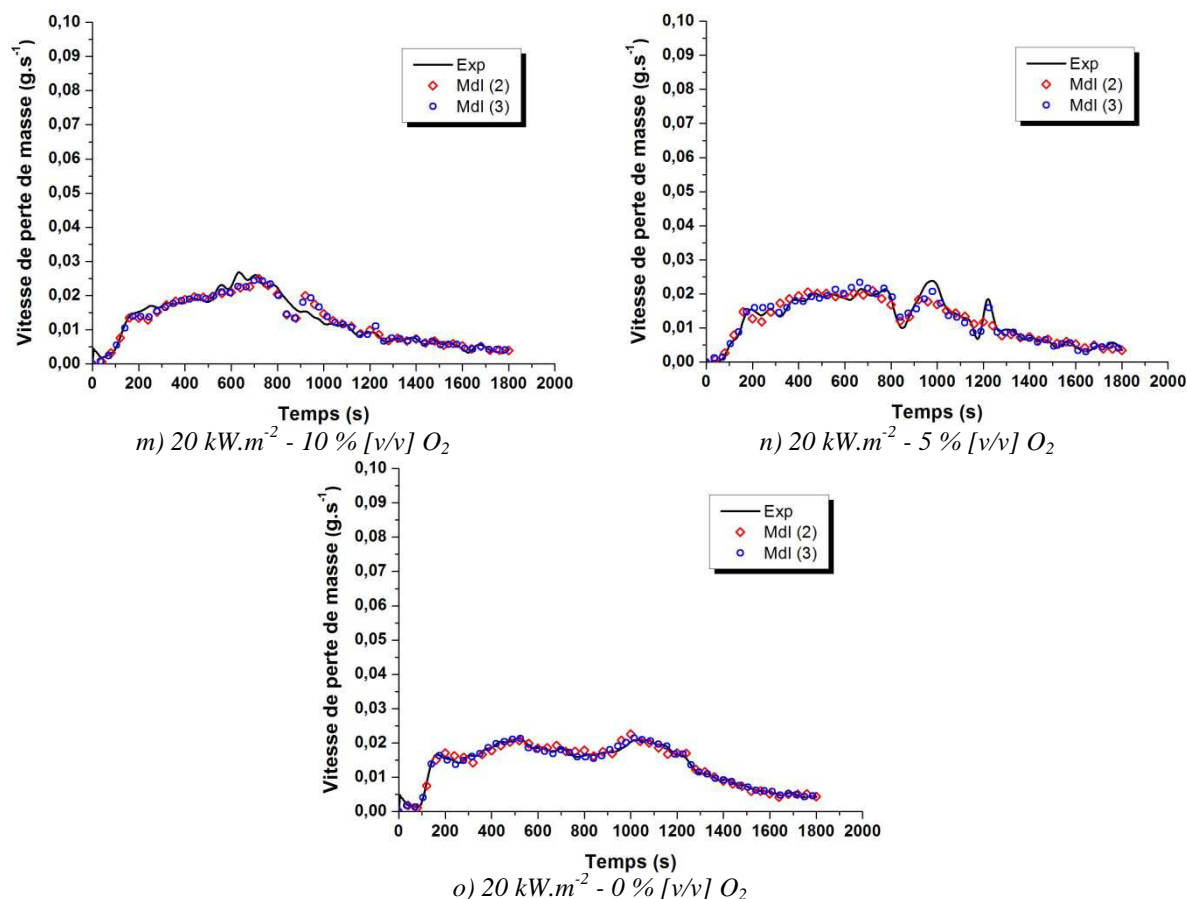 0,10
0,09
0,08
0,07
0,06
0,05
0,04
0,03
0,02
0,01
0,00
Vitesse de perte de masse (g.s⁻¹)
Exp
Mdl (2)
Mdl (3)
0 200 400 600 800 1000 1200 1400 1600 1800 2000
Temps (s)
m) 20 kW.m⁻² - 10 % [v/v] O₂
0,10
0,09
0,08
0,07
0,06
0,05
0,04
0,03
0,02
0,01
0,00
Vitesse de perte de masse (g.s⁻¹)
Exp
Mdl (2)
Mdl (3)
0 200 400 600 800 1000 1200 1400 1600 1800 2000
Temps (s)
n) 20 kW.m⁻² - 5 % [v/v] O₂
0,10
0,09
0,08
0,07
0,06
0,05
0,04
0,03
0,02
0,01
0,00
Vitesse de perte de masse (g.s⁻¹)
Exp
Mdl (2)
Mdl (3)
0 200 400 600 800 1000 1200 1400 1600 1800 2000
Temps (s)
o) 20 kW.m⁻² - 0 % [v/v] O₂